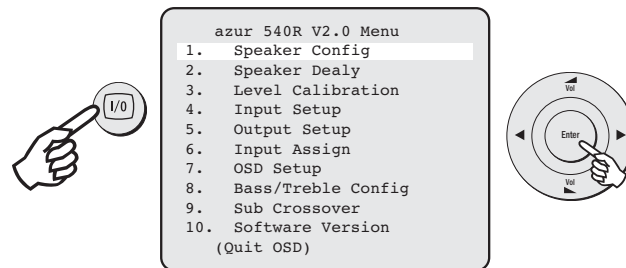 I/0
azur 540R V2.0 Menu
1. Speaker Config
2. Speaker Dealy
3. Level Calibration
4. Input Setup
5. Output Setup
6. Input Assign
7. OSD Setup
8. Bass/Treble Config
9. Sub Crossover
10. Software Version
(Quit OSD)
Vol
Enter
Vol